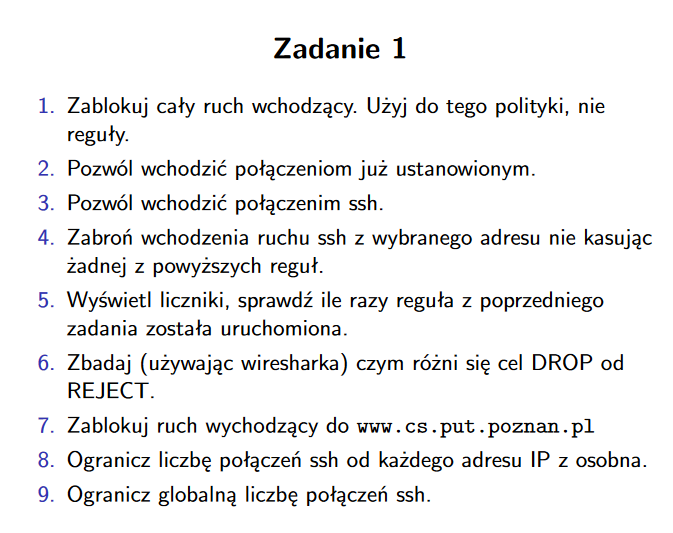 Zadanie 1
1. Zablokuj cały ruch wchodzący. Użyj do tego polityki, nie
reguły.
2. Pozwól wchodzić połączeniom już ustanowionym.
3. Pozwól wchodzić połączenim ssh.
4. Zabroń wchodzenia ruchu ssh z wybranego adresu nie kasując
żadnej z powyższych reguł.
5. Wyświetl liczniki, sprawdź ile razy reguła z poprzedniego
zadania została uruchomiona.
6. Zbadaj (używając wiresharka) czym różni się cel DROP od
REJECT.
7. Zablokuj ruch wychodzący do www.cs.put.poznan.pl
8. Ogranicz liczbę połączeń ssh od każdego adresu IP z osobna.
9. Ogranicz globalną liczbę połączeń ssh.